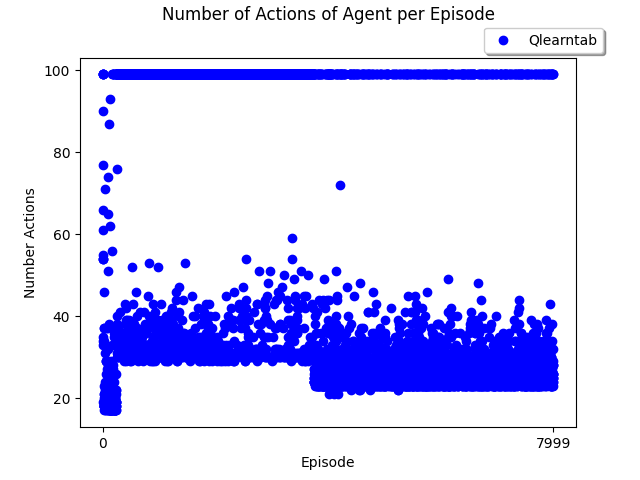 Number of Actions of Agent per Episode
Qlearntab
100
80
60
40
20
Number Actions
0
7999
Episode